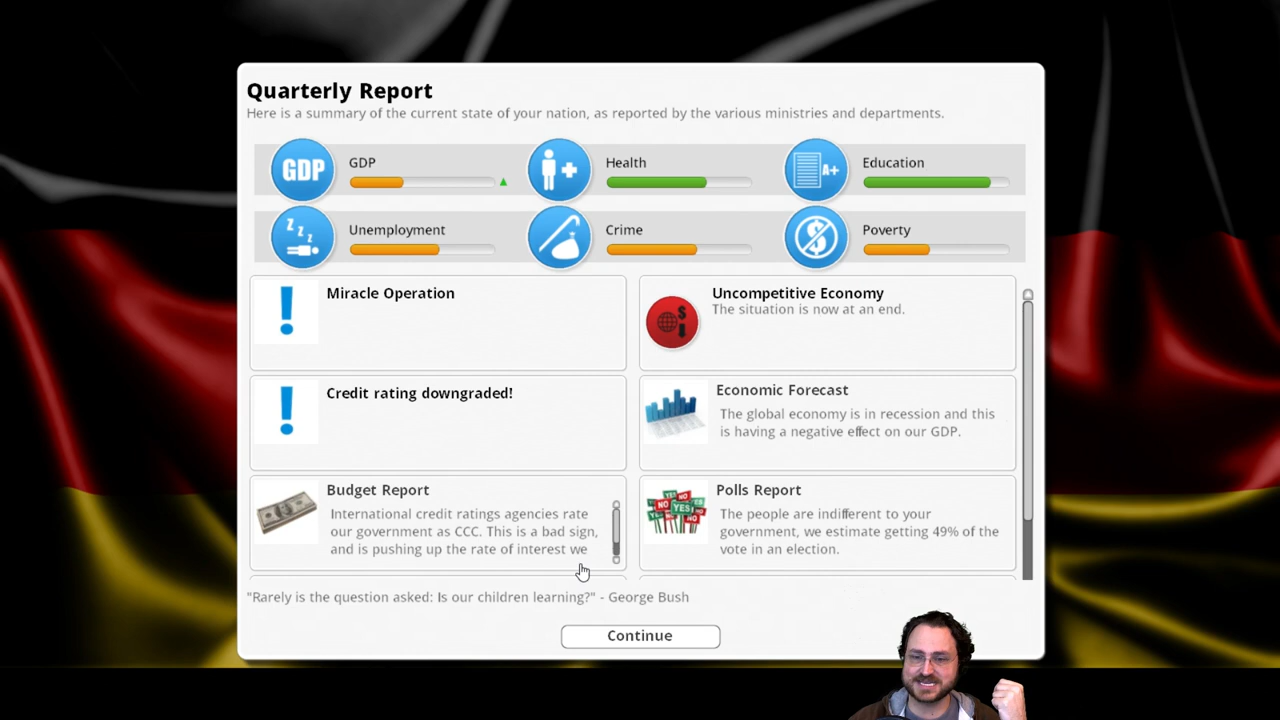 Quarterly Report
Here is a summary of the current state of your nation, as reported by the various ministries and departments.
GDP
GDP
Health
A+
Education
Z Z Z
Unemployment
Crime
$
Poverty
!
Miracle Operation
$
Uncompetitive Economy
The situation is now at an end.
!
Credit rating downgraded!
Economic Forecast
The global economy is in recession and this
is having a negative effect on our GDP.
Budget Report
International credit ratings agencies rate
our government as CCC. This is a bad sign,
and is pushing up the rate of interest we
NO YES NO YES NO
Polls Report
The people are indifferent to your
government, we estimate getting 49% of the
vote in an election.
"Rarely is the question asked: Is our children learning?" - George Bush
Continue